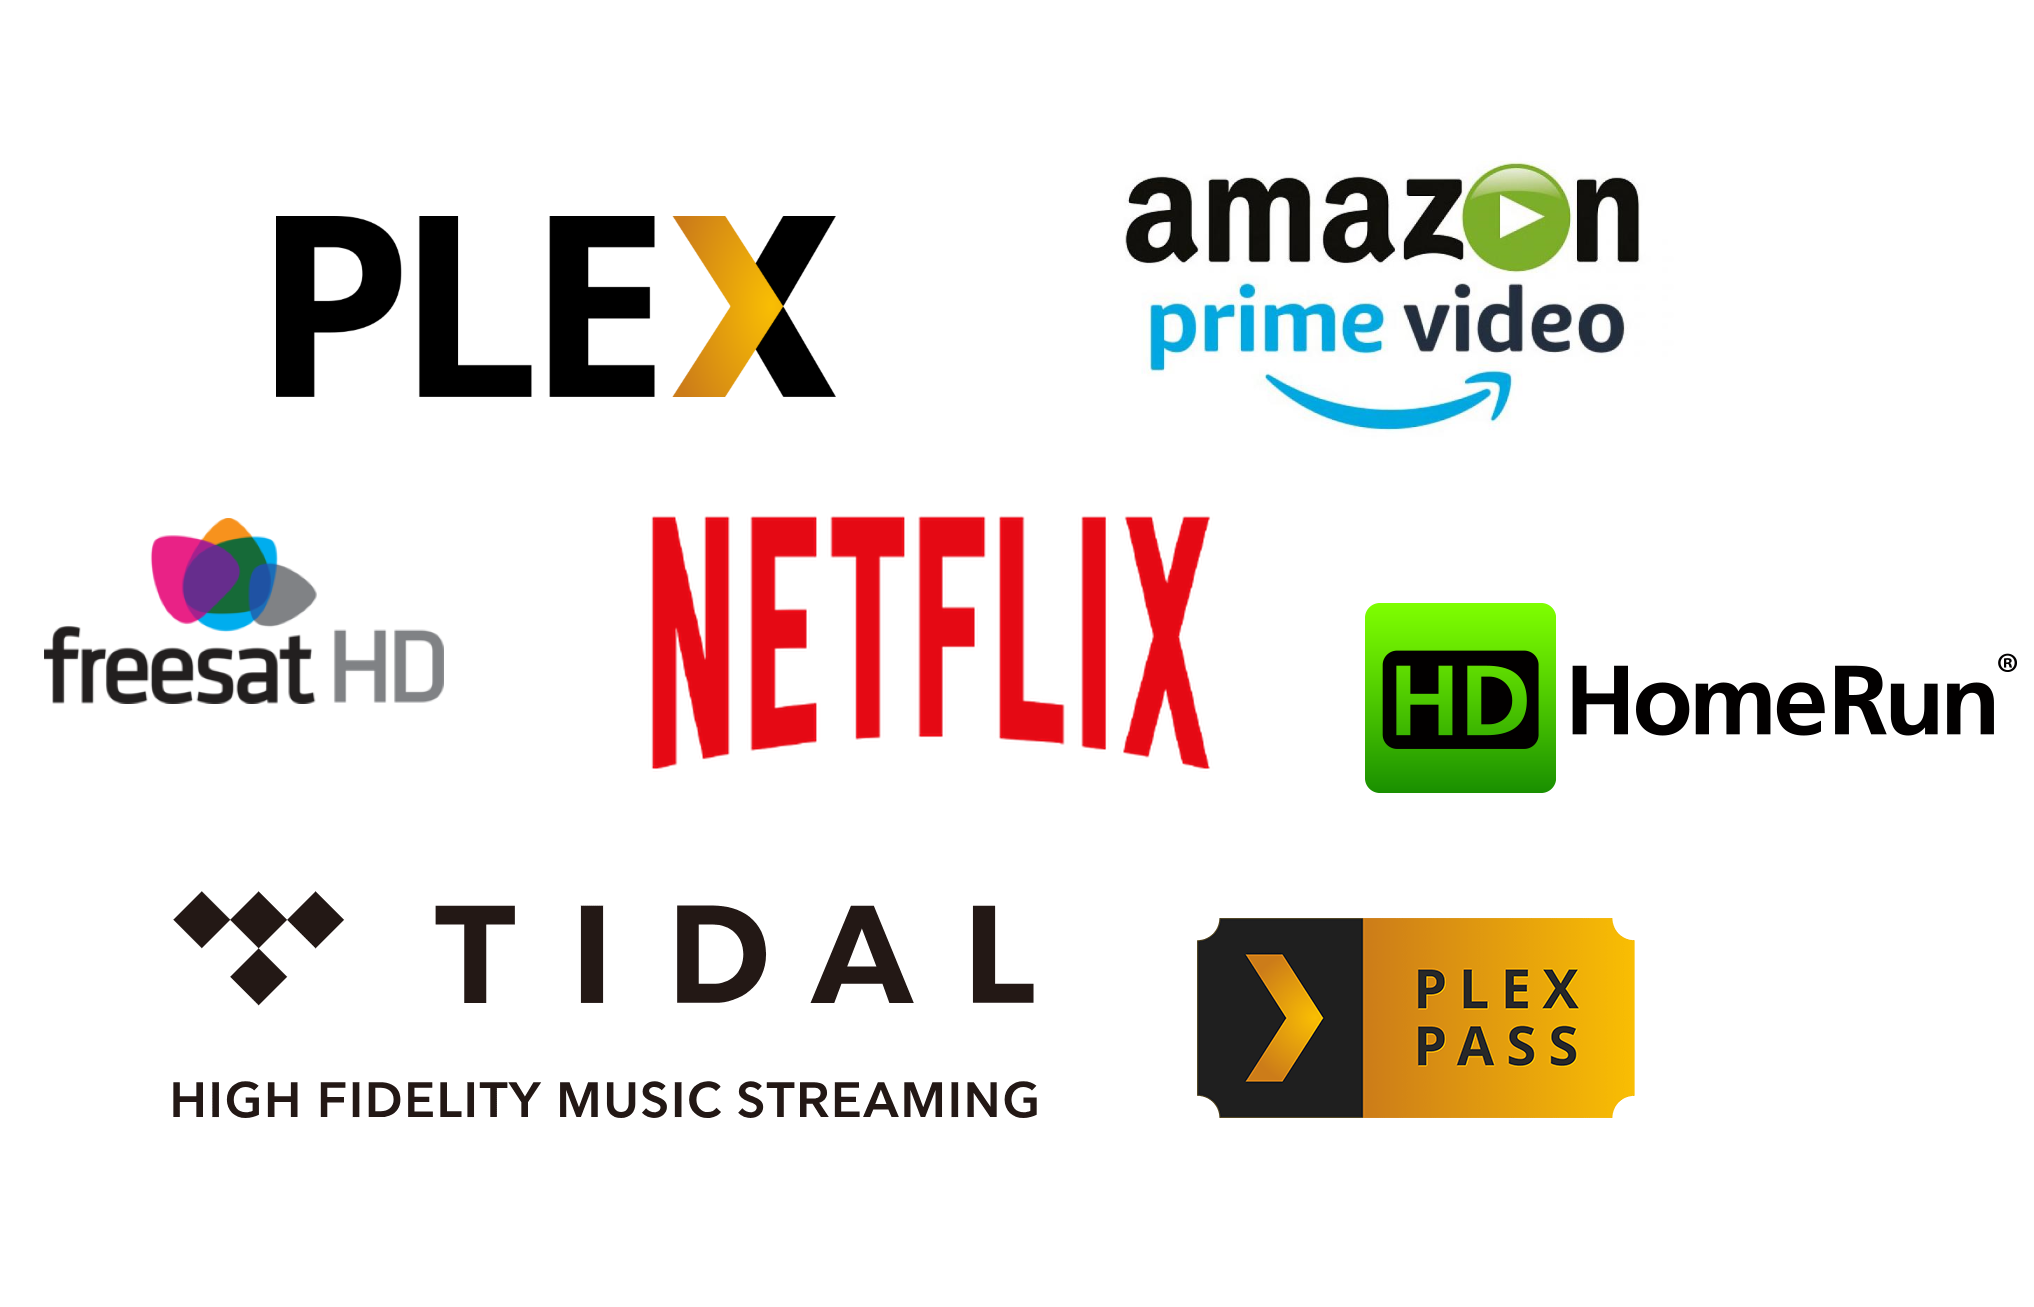 PLEX
amazon
prime video
freesat HD
NETFLIX
HD HomeRun®
TIDAL
HIGH FIDELITY MUSIC STREAMING
PLEX
PASS